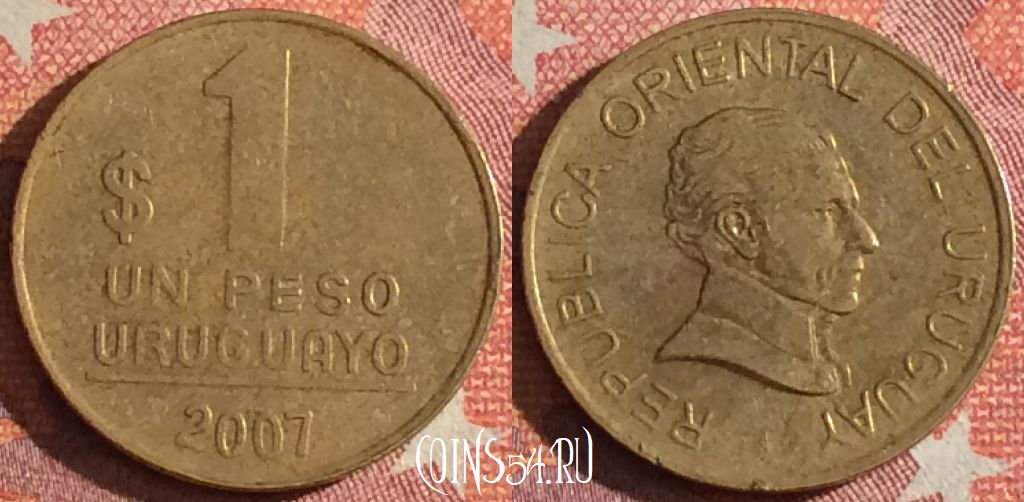 1
$
UN PESO
URUGUAYO
2007
REPUBLICA ORIENTAL DEL URUGUAY
COINS54.RU